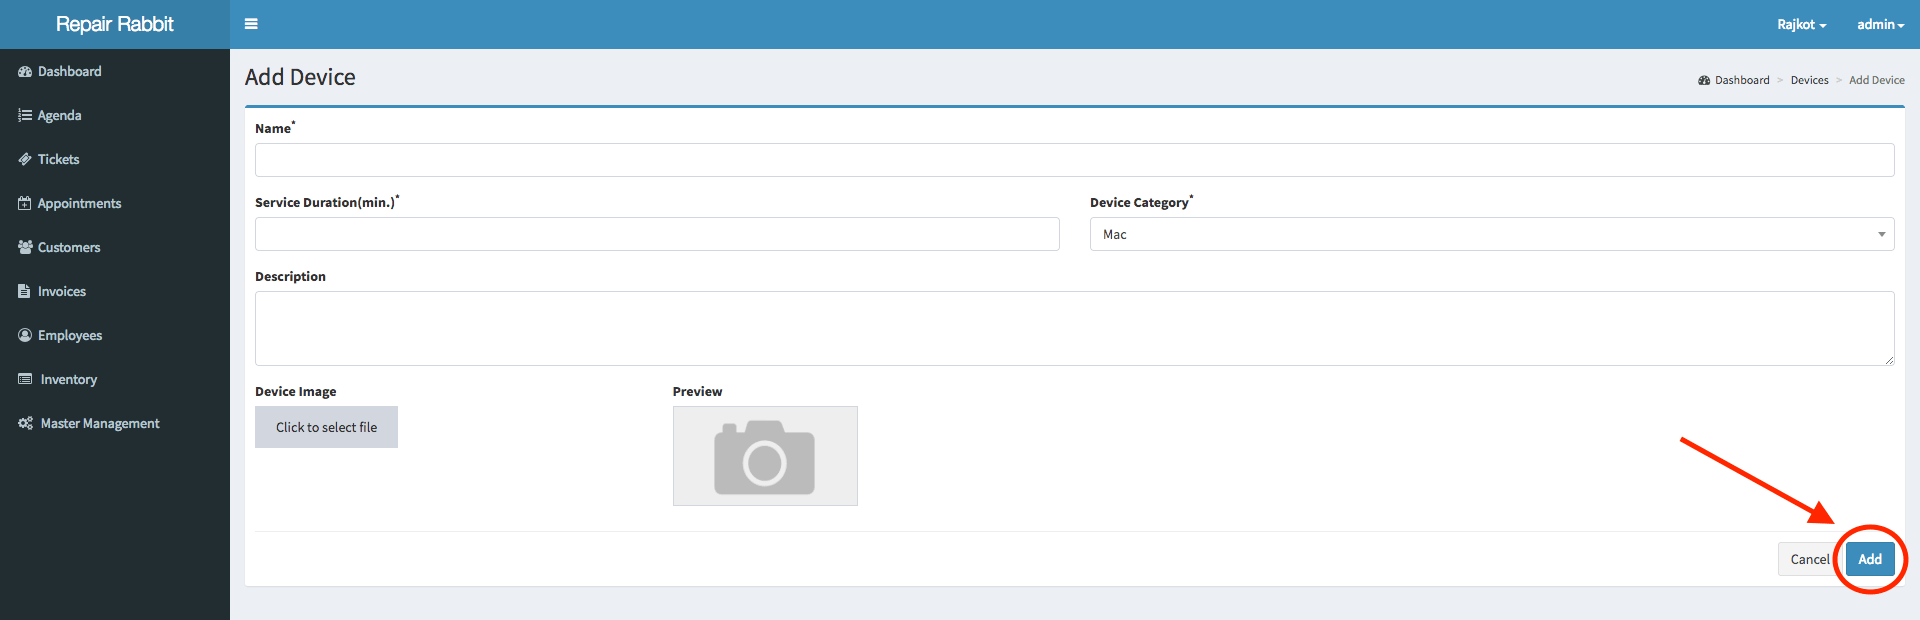 Repair Rabbit
Rajkot
admin
Dashboard
Agenda
Tickets
Appointments
Customers
Invoices
Employees
Inventory
Master Management
Add Device
Dashboard > Devices > Add Device
Name*
Service Duration(min.)*
Device Category*
Mac
Description
Device Image
Preview
Click to select file
Cancel
Add